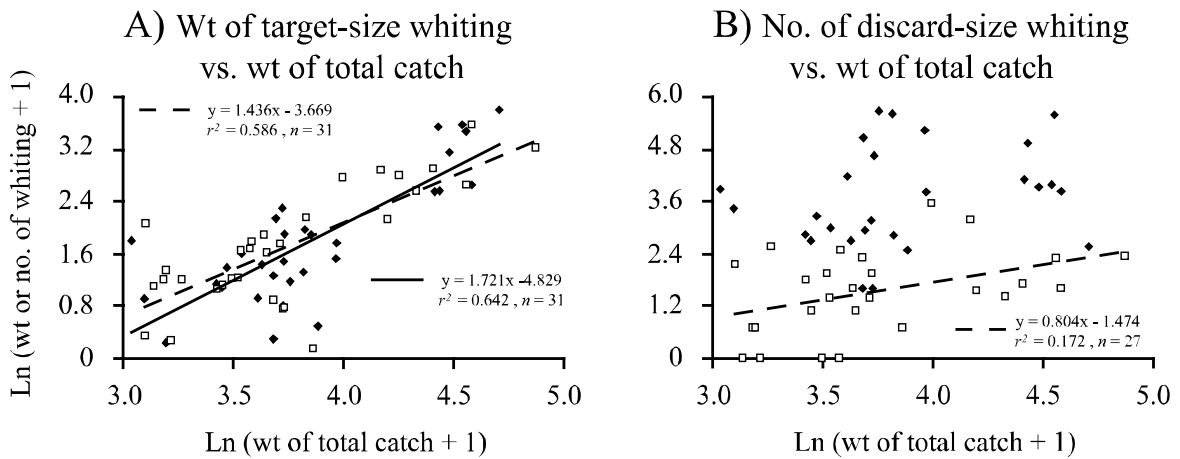 A) Wt of target-size whiting
vs. wt of total catch
Ln (wt or no. of whiting + 1)
4.0
3.2
2.4
1.6
0.8
0
y = 1.436x - 3.669
r² = 0.586 , n = 31
y = 1.721x -4.829
r² = 0.642 , n = 31
3.0
3.5
4.0
4.5
5.0
Ln (wt of total catch + 1)
B) No. of discard-size whiting
vs. wt of total catch
6.0
4.8
3.6
2.4
1.2
0
y = 0.804x - 1.474
r² = 0.172 , n = 27
3.0
3.5
4.0
4.5
5.0
Ln (wt of total catch + 1)